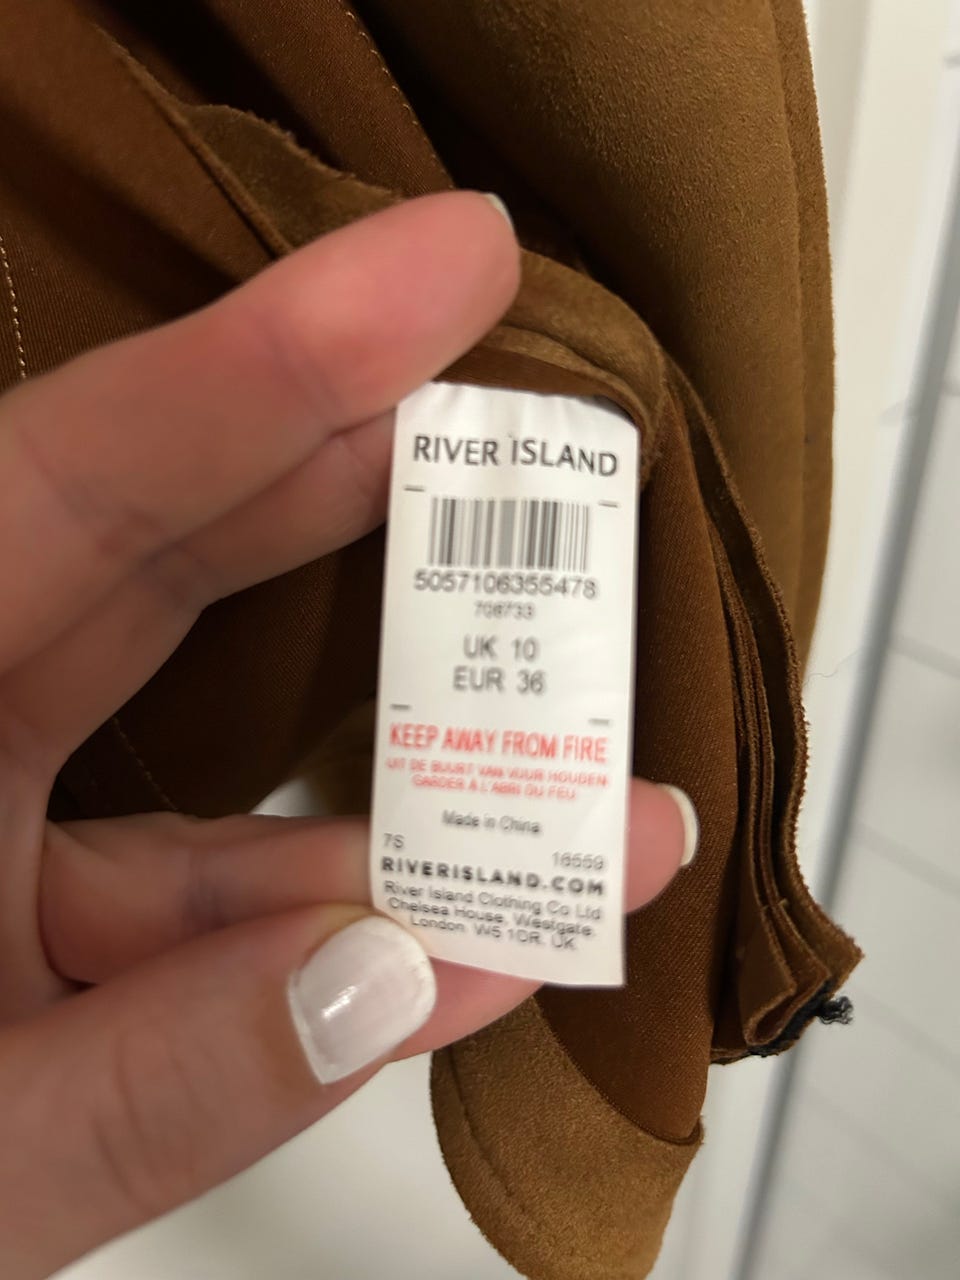 RIVER ISLAND
5057106355478
706733
UK 10
EUR 36
KEEP AWAY FROM FIRE
UIT DE BUURT VAN VUUR HOUDEN
GARDER À L'ABRI DU FEU
Made in China
7S 16559
RIVERISLAND.COM
River Island Clothing Co Ltd
Chelsea House, Westgate,
London. W5 1DR. UK